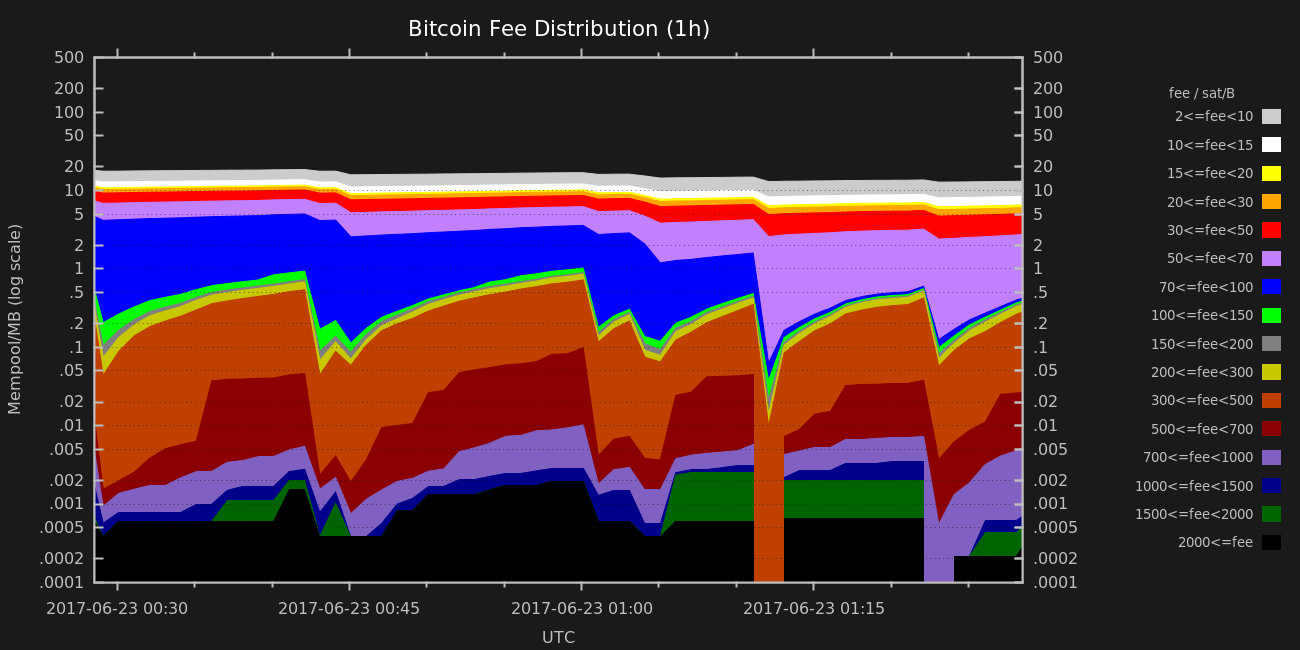 Bitcoin Fee Distribution (1h)
Mempool/MB (log scale)
500
200
100
50
20
10
5
2
1
.5
.2
.1
.05
.02
.01
.005
.002
.001
.0005
.0002
.0001
500
200
100
50
20
10
5
2
1
.5
.2
.1
.05
.02
.01
.005
.002
.001
.0005
.0002
.0001
2017-06-23 00:30
2017-06-23 00:45
2017-06-23 01:00
2017-06-23 01:15
UTC
fee / sat/B
2<=fee<10
10<=fee<15
15<=fee<20
20<=fee<30
30<=fee<50
50<=fee<70
70<=fee<100
100<=fee<150
150<=fee<200
200<=fee<300
300<=fee<500
500<=fee<700
700<=fee<1000
1000<=fee<1500
1500<=fee<2000
2000<=fee